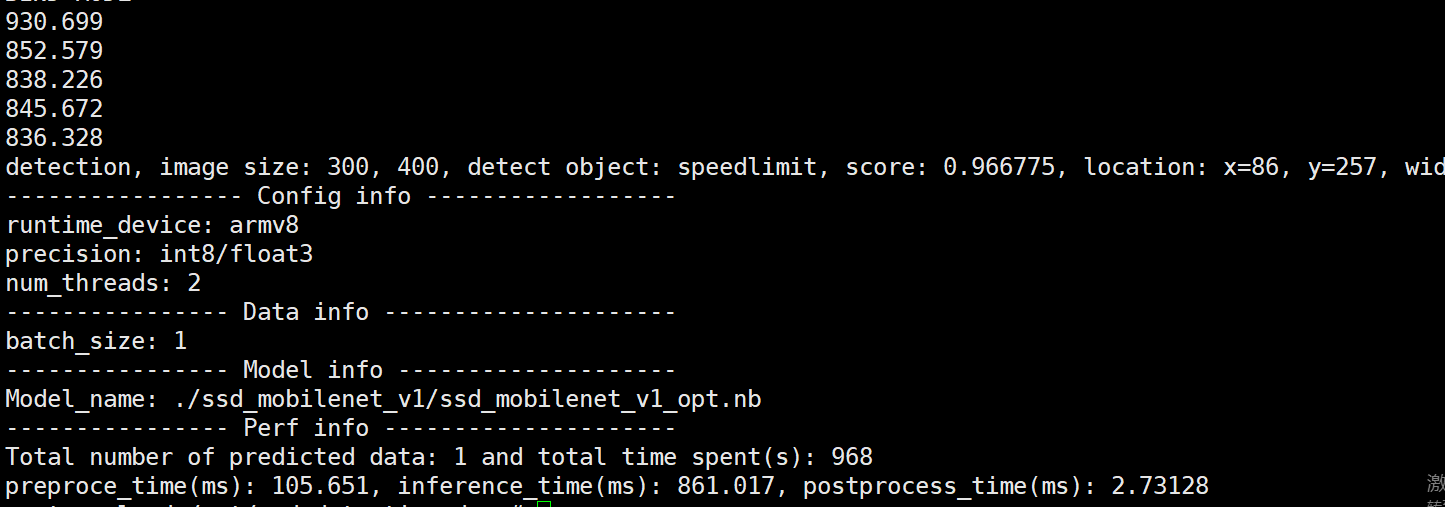 930.699
852.579
838.226
845.672
836.328
detection, image size: 300, 400, detect object: speedlimit, score: 0.966775, location: x=86, y=257, wid
----------------- Config info ------------------
runtime_device: armv8
precision: int8/float3
num_threads: 2
---------------- Data info ---------------------
batch_size: 1
---------------- Model info --------------------
Model_name: ./ssd_mobilenet_v1/ssd_mobilenet_v1_opt.nb
---------------- Perf info ---------------------
Total number of predicted data: 1 and total time spent(s): 968
preproce_time(ms): 105.651, inference_time(ms): 861.017, postprocess_time(ms): 2.73128
激